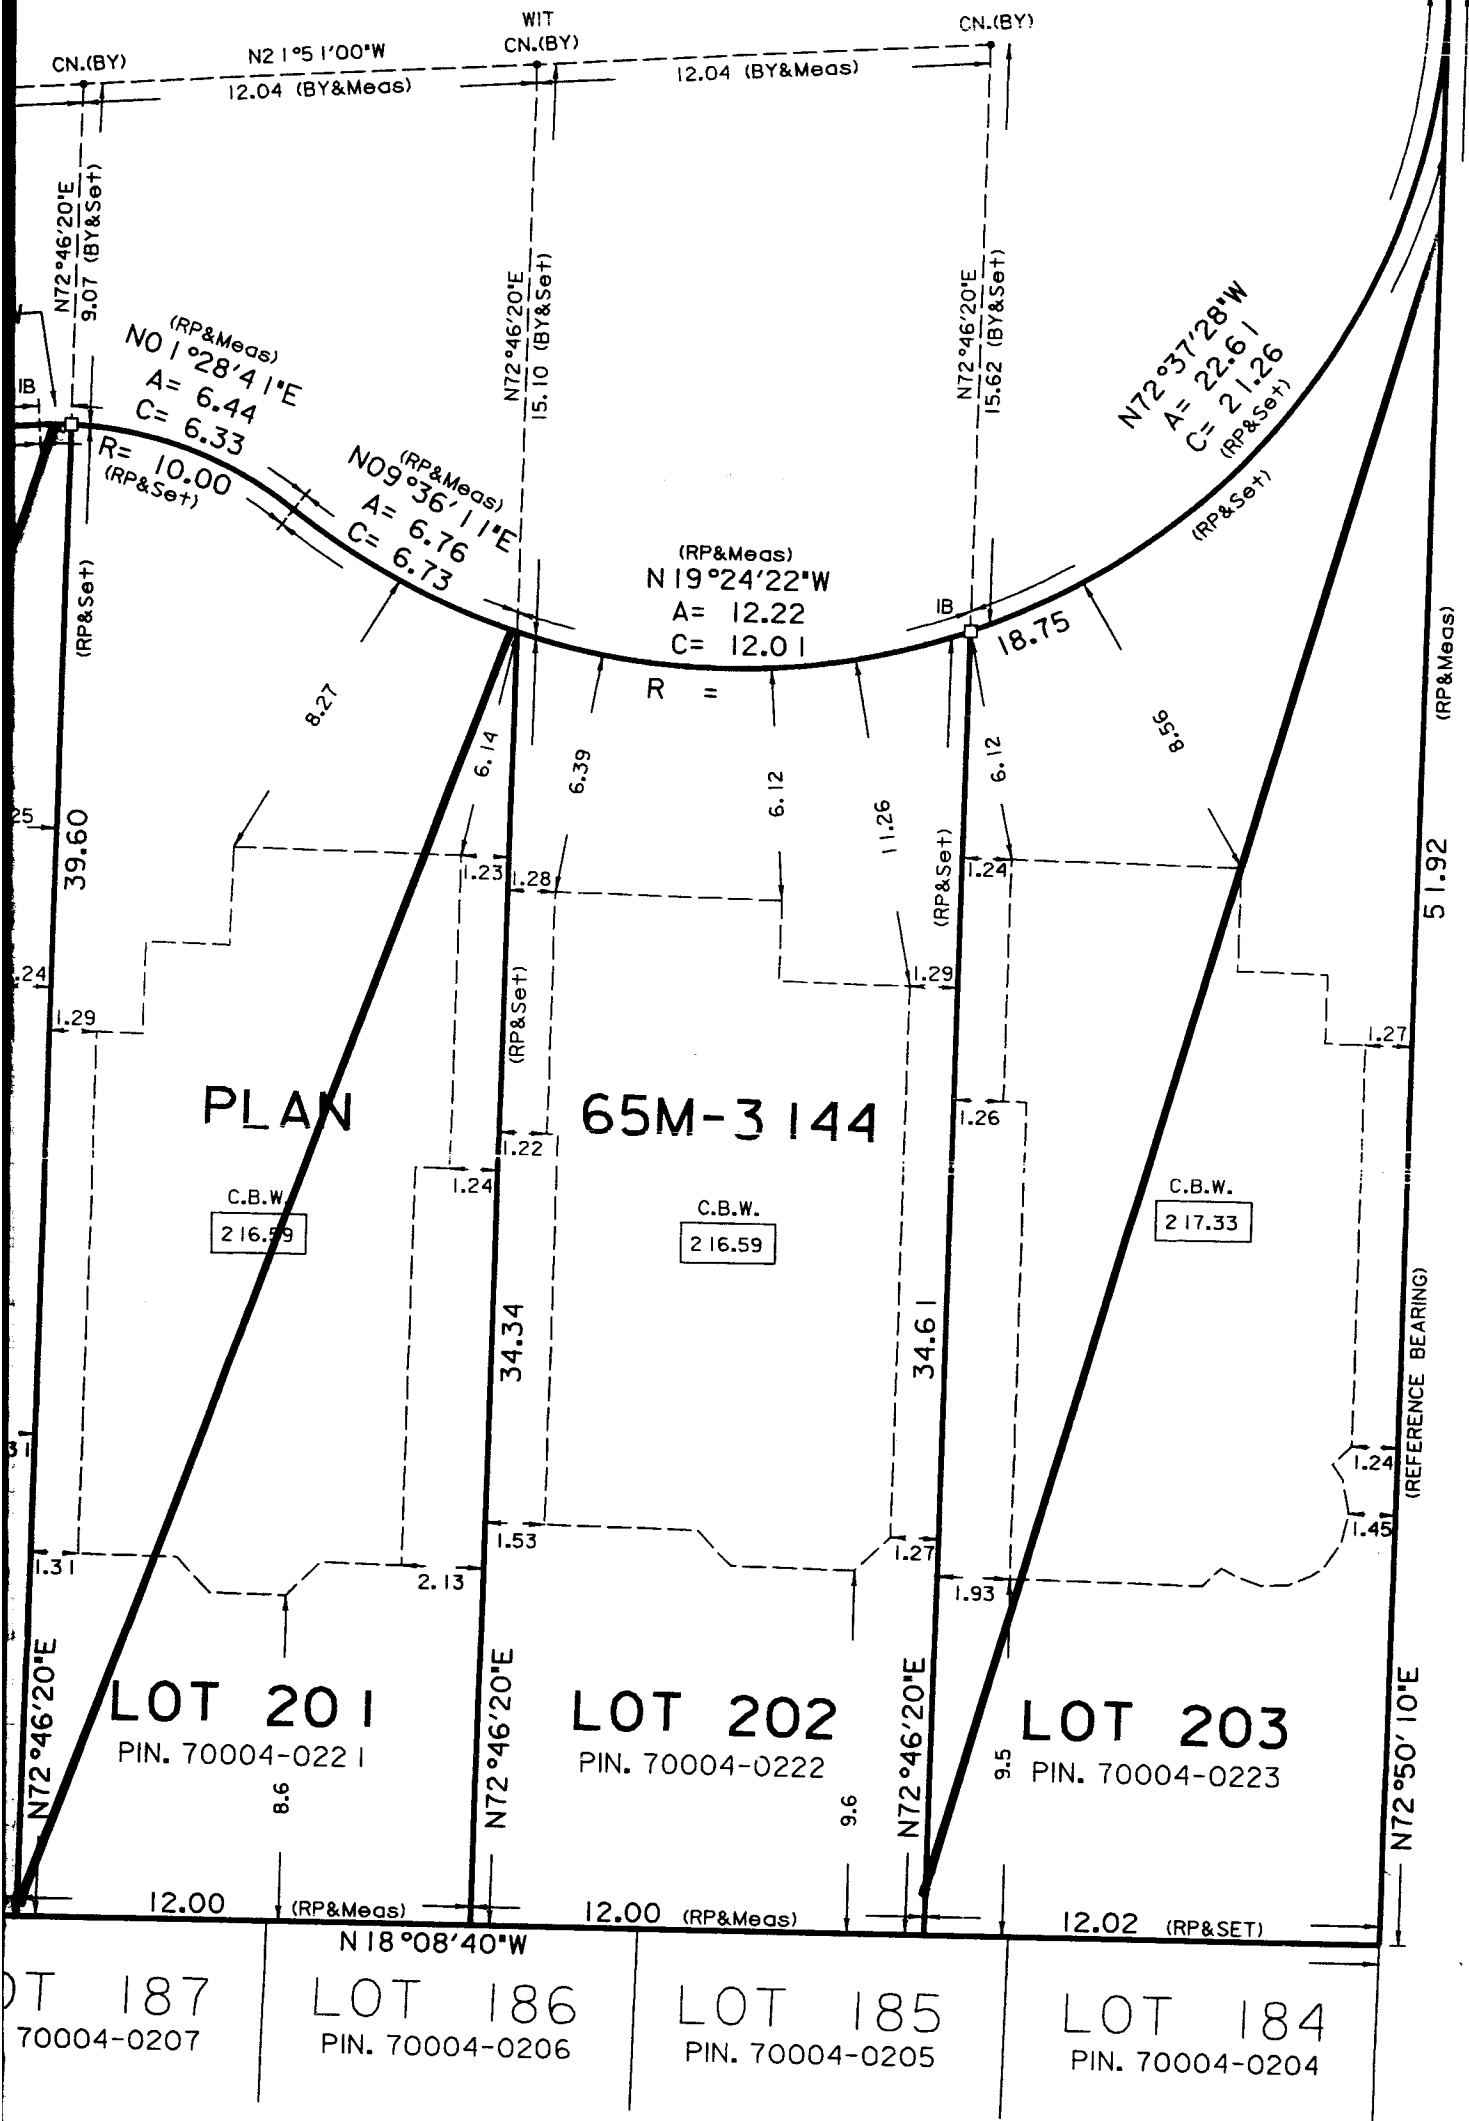 WIT
CN.(BY)
CN.(BY)
CN.(BY)
N21°51'00"W
12.04 (BY&Meas)
12.04 (BY&Meas)
N72°46'20"E
9.07 (BY&Set)
N72°46'20"E
15.10 (BY&Set)
N72°46'20"E
15.62 (BY&Set)
(RP&Meas)
N01°28'41"E
A= 6.44
C= 6.33
R= 10.00
(RP&Set)
IB
(RP&Meas)
N09°36'11"E
A= 6.76
C= 6.73
(RP&Meas)
N19°24'22"W
A= 12.22
C= 12.01
R =
18.75
IB
N72°37'28"W
A= 22.61
C= 21.26
(RP&Set)
(RP&Set)
(RP&Set)
8.27
6.14
6.39
6.12
11.26
6.12
8.56
(RP&Meas)
25
39.60
1.23
1.28
(RP&Set)
1.24
51.92
.24
1.29
(RP&Set)
1.29
1.27
PLAN
65M-3144
1.22
1.24
1.26
C.B.W.
216.59
C.B.W.
216.59
C.B.W.
217.33
34.34
34.61
(REFERENCE BEARING)
31
1.24
1.45
1.31
2.13
1.53
1.27
1.93
N72°46'20"E
LOT 201
PIN. 70004-0221
8.6
N72°46'20"E
LOT 202
PIN. 70004-0222
9.6
N72°46'20"E
LOT 203
PIN. 70004-0223
9.5
N72°50'10"E
12.00 (RP&Meas)
12.00 (RP&Meas)
12.02 (RP&SET)
N18°08'40"W
OT 187
70004-0207
LOT 186
PIN. 70004-0206
LOT 185
PIN. 70004-0205
LOT 184
PIN. 70004-0204